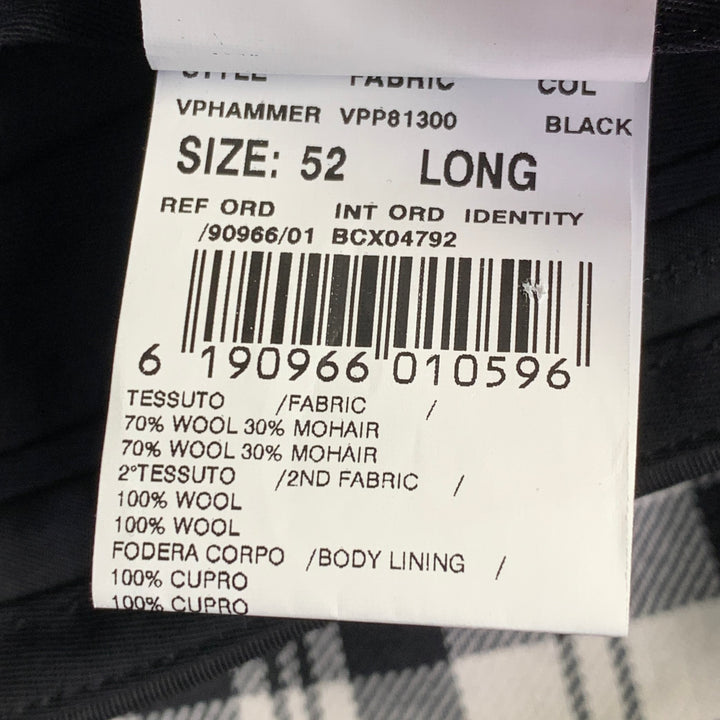 STYLE FABRIC COL
VPHAMMER VPP81300 BLACK
SIZE: 52 LONG
REF ORD INT ORD IDENTITY
/90966/01 BCX04792
6 190966 010596
TESSUTO /FABRIC /
70% WOOL 30% MOHAIR
70% WOOL 30% MOHAIR
2°TESSUTO /2ND FABRIC /
100% WOOL
100% WOOL
FODERA CORPO /BODY LINING /
100% CUPRO
100% CUPRO